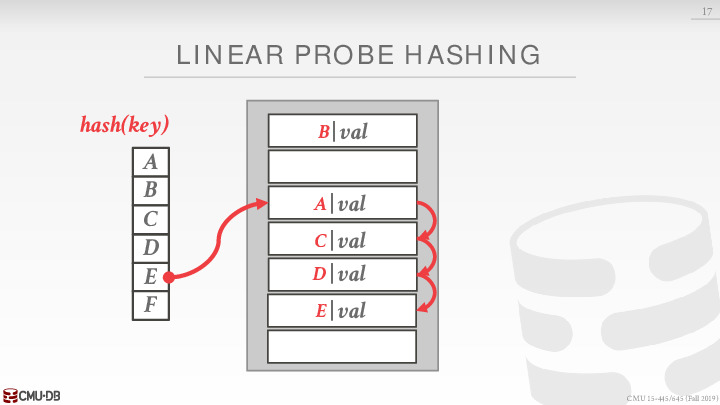 17
LINEAR PROBE HASHING
hash(key)
A
B
C
D
E
F
B|val
A|val
C|val
D|val
E|val
CMU·DB
CMU 15-445/645 (Fall 2019)